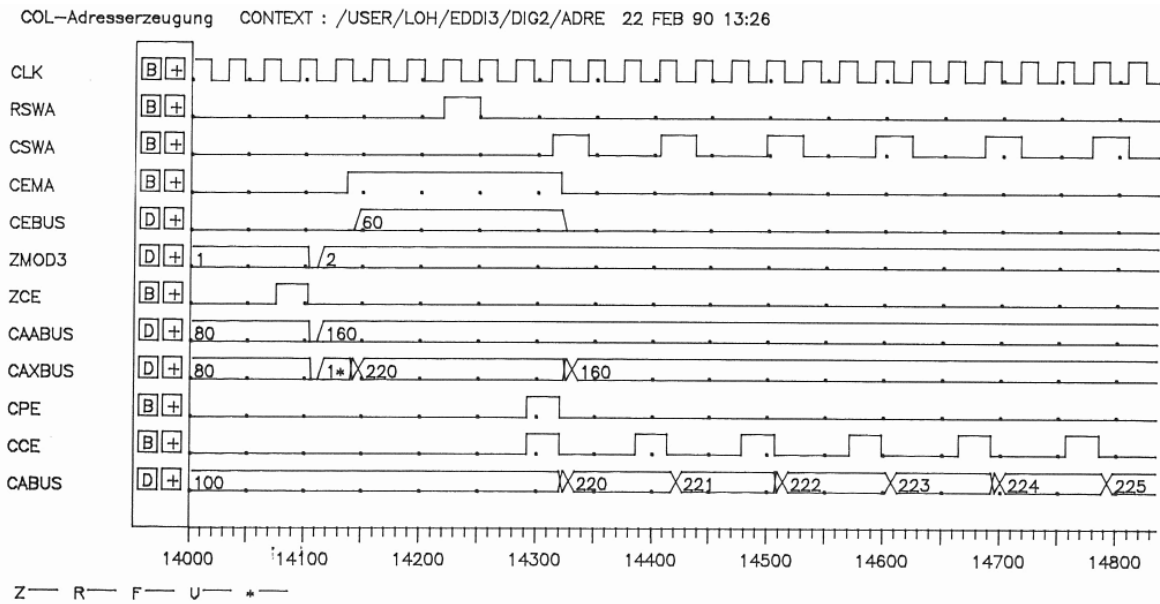 COL-Adresserzeugung CONTEXT : /USER/LOH/EDDI3/DIG2/ADRE 22 FEB 90 13:26
CLK B +
RSWA B +
CSWA B +
CEMA B +
CEBUS D + 60
ZMOD3 D + 1 2
ZCE B +
CAABUS D + 80 160
CAXBUS D + 80 1* 220 160
CPE B +
CCE B +
CABUS D + 100 220 221 222 223 224 225
14000 14100 14200 14300 14400 14500 14600 14700 14800
Z R F U *